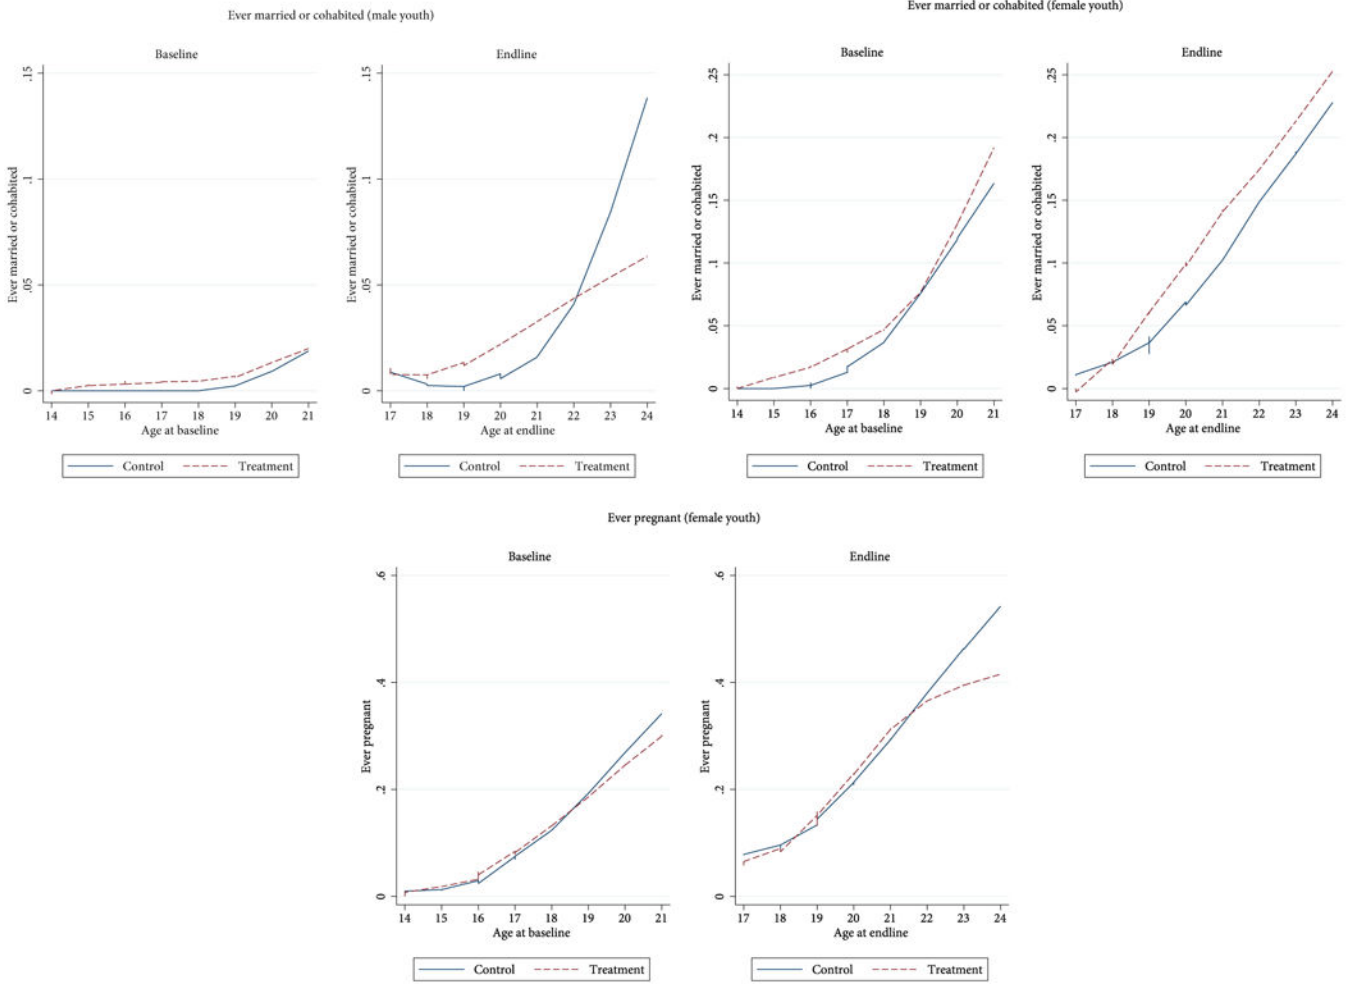 Ever married or cohabited (male youth)
Baseline
Endline
Ever married or cohabited
.15
.1
.05
0
14 15 16 17 18 19 20 21
Age at baseline
Control Treatment
Ever married or cohabited
.15
.1
.05
0
17 18 19 20 21 22 23 24
Age at endline
Control Treatment
Ever married or cohabited (female youth)
Baseline
Endline
Ever married or cohabited
.25
.2
.15
.1
.05
0
14 15 16 17 18 19 20 21
Age at baseline
Control Treatment
Ever married or cohabited
.25
.2
.15
.1
.05
0
17 18 19 20 21 22 23 24
Age at endline
Control Treatment
Ever pregnant (female youth)
Baseline
Endline
Ever pregnant
.6
.4
.2
0
14 15 16 17 18 19 20 21
Age at baseline
Control Treatment
Ever pregnant
.6
.4
.2
0
17 18 19 20 21 22 23 24
Age at endline
Control Treatment